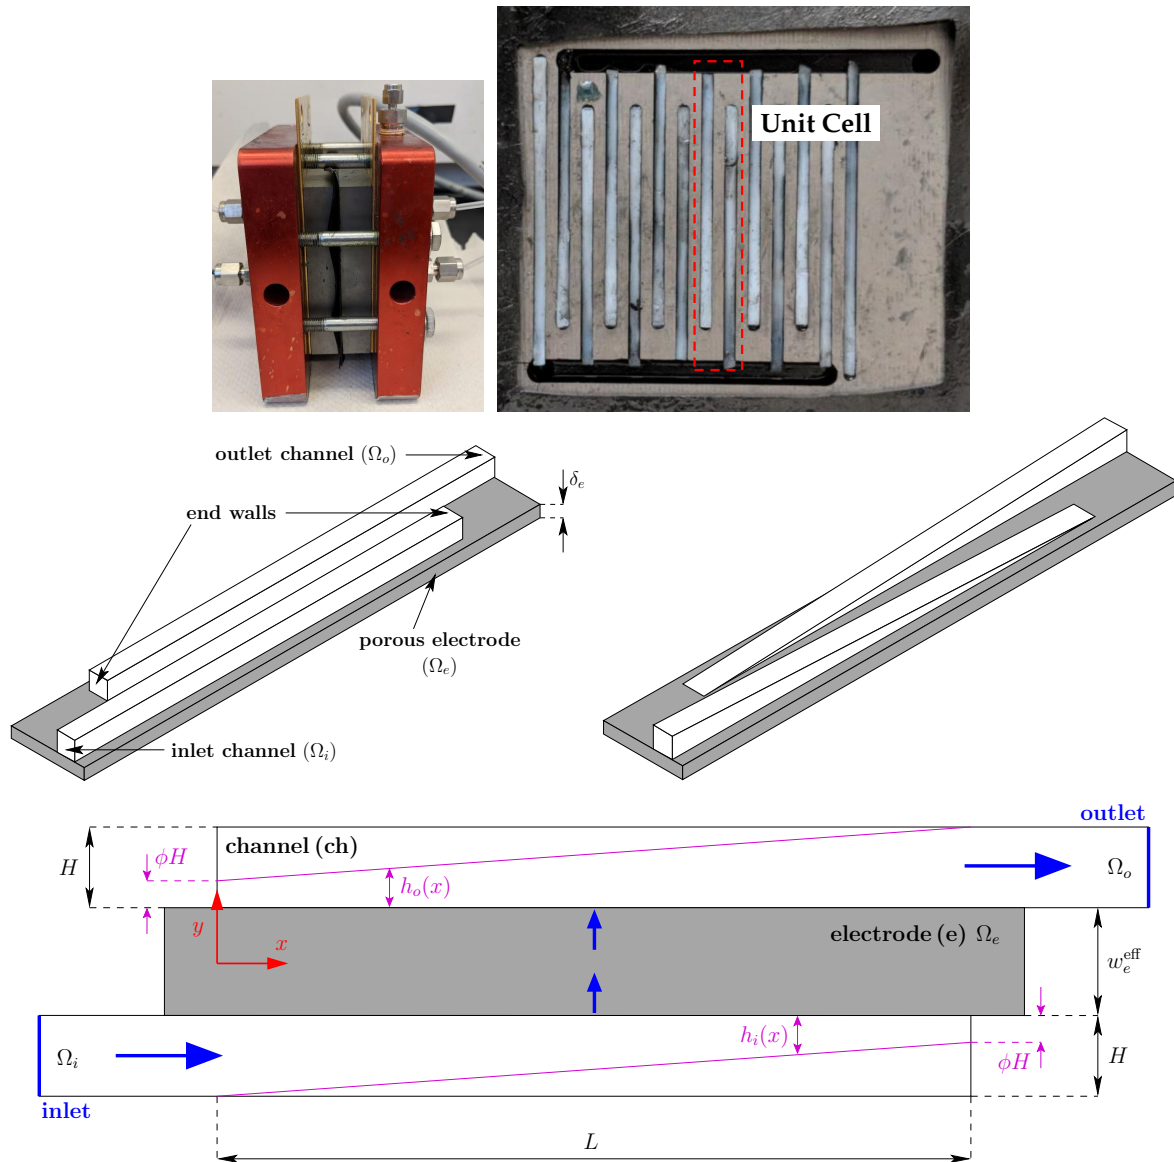 Unit Cell
outlet channel (Ω_o)
end walls
δ_e
porous electrode
(Ω_e)
inlet channel (Ω_i)
outlet
channel (ch)
ϕH
H
h_o(x)
Ω_o
y
x
electrode (e) Ω_e
w_e^eff
Ω_i
h_i(x)
ϕH
H
inlet
L